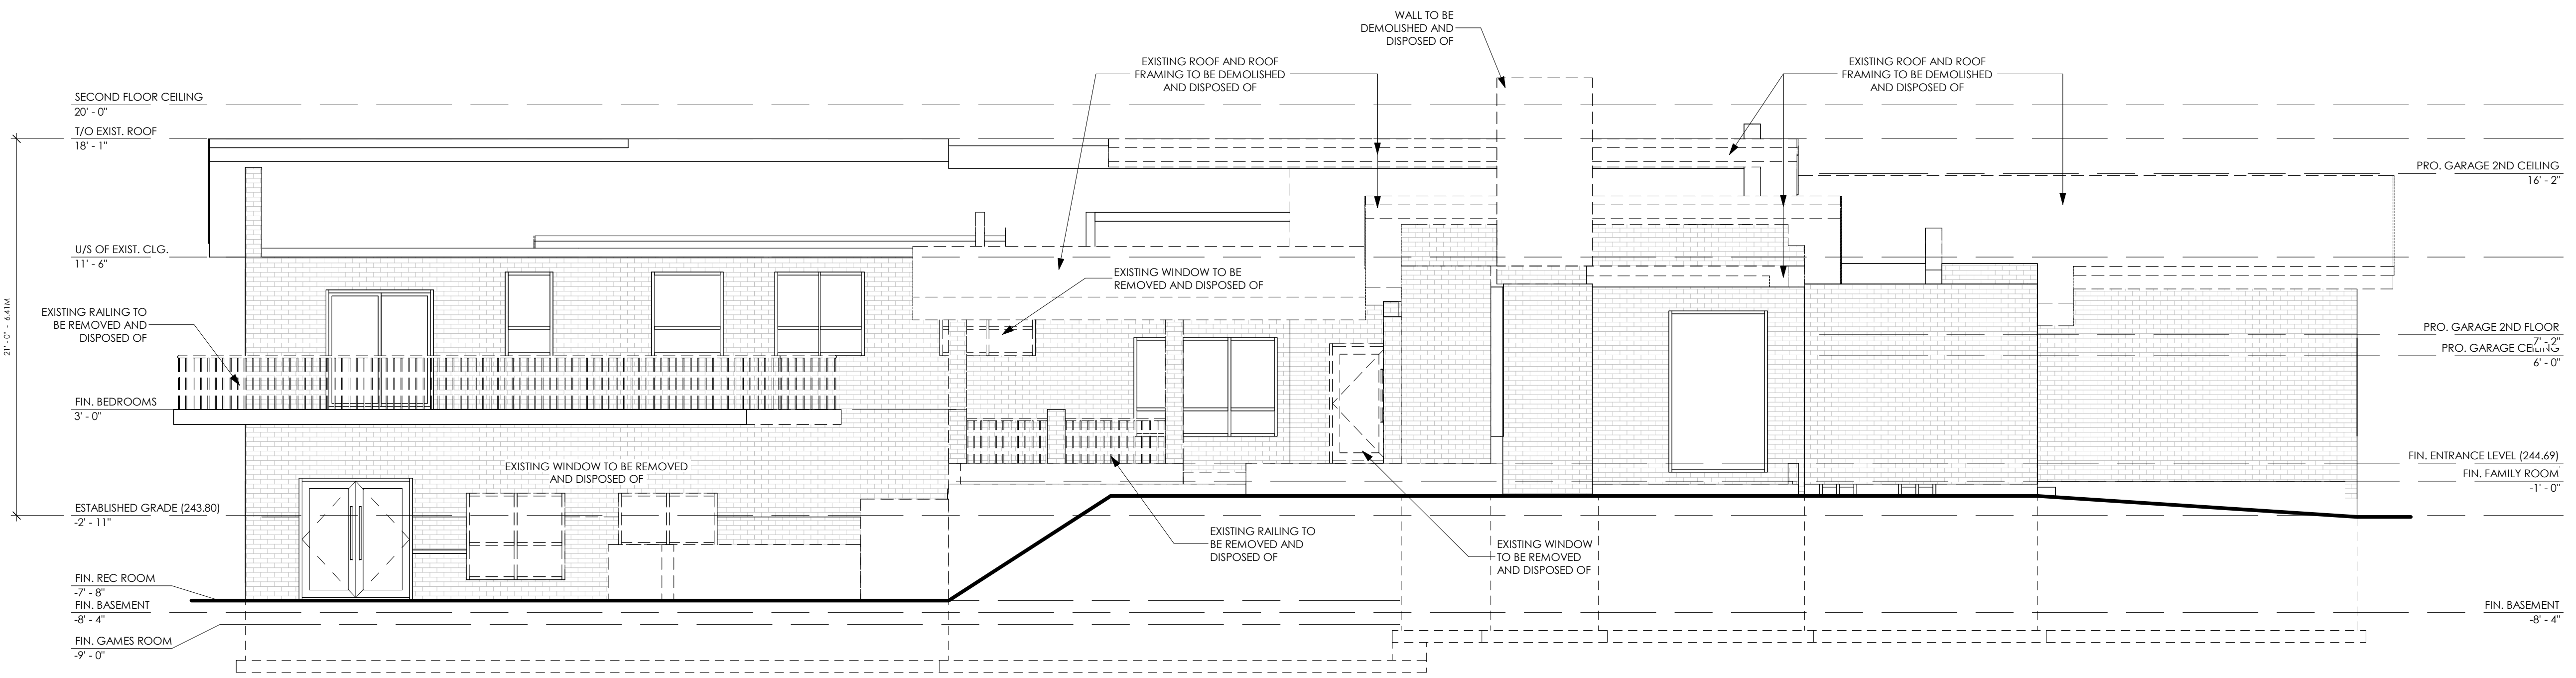 WALL TO BE
DEMOLISHED AND
DISPOSED OF
EXISTING ROOF AND ROOF
FRAMING TO BE DEMOLISHED
AND DISPOSED OF
EXISTING ROOF AND ROOF
FRAMING TO BE DEMOLISHED
AND DISPOSED OF
SECOND FLOOR CEILING
20' - 0"
T/O EXIST. ROOF
18' - 1"
PRO. GARAGE 2ND CEILING
16' - 2"
U/S OF EXIST. CLG.
11' - 6"
EXISTING WINDOW TO BE
REMOVED AND DISPOSED OF
21' - 0" - 6.41M
EXISTING RAILING TO
BE REMOVED AND
DISPOSED OF
PRO. GARAGE 2ND FLOOR
7' - 2"
PRO. GARAGE CEILING
6' - 0"
FIN. BEDROOMS
3' - 0"
EXISTING WINDOW TO BE REMOVED
AND DISPOSED OF
FIN. ENTRANCE LEVEL (244.69)
FIN. FAMILY ROOM
-1' - 0"
ESTABLISHED GRADE (243.80)
-2' - 11"
EXISTING RAILING TO
BE REMOVED AND
DISPOSED OF
EXISTING WINDOW
TO BE REMOVED
AND DISPOSED OF
FIN. REC ROOM
-7' - 8"
FIN. BASEMENT
-8' - 4"
FIN. BASEMENT
-8' - 4"
FIN. GAMES ROOM
-9' - 0"